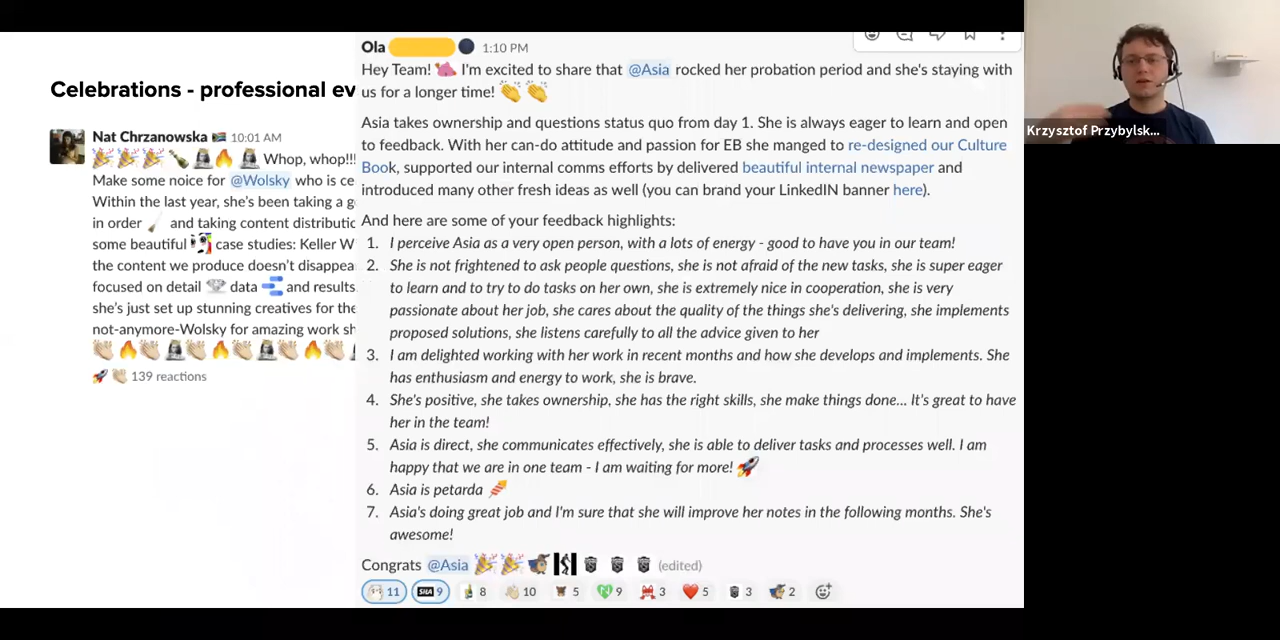 Celebrations - professional ev
Nat Chrzanowska 10:01 AM
Whop, whop!!!
Make some noice for @Wolsky who is ce
Within the last year, she's been taking a g
in order and taking content distributic
some beautiful case studies: Keller W
the content we produce doesn't disappea
focused on detail data and results
she's just set up stunning creatives for the
not-anymore-Wolsky for amazing work sh
139 reactions
Ola 1:10 PM
Hey Team! I'm excited to share that @Asia rocked her probation period and she's staying with
us for a longer time!
Asia takes ownership and questions status quo from day 1. She is always eager to learn and open
to feedback. With her can-do attitude and passion for EB she manged to re-designed our Culture
Book, supported our internal comms efforts by delivered beautiful internal newspaper and
introduced many other fresh ideas as well (you can brand your LinkedIN banner here).
And here are some of your feedback highlights:
1. I perceive Asia as a very open person, with a lots of energy - good to have you in our team!
2. She is not frightened to ask people questions, she is not afraid of the new tasks, she is super eager
to learn and to try to do tasks on her own, she is extremely nice in cooperation, she is very
passionate about her job, she cares about the quality of the things she's delivering, she implements
proposed solutions, she listens carefully to all the advice given to her
3. I am delighted working with her work in recent months and how she develops and implements. She
has enthusiasm and energy to work, she is brave.
4. She's positive, she takes ownership, she has the right skills, she make things done... It's great to have
her in the team!
5. Asia is direct, she communicates effectively, she is able to deliver tasks and processes well. I am
happy that we are in one team - I am waiting for more!
6. Asia is petarda
7. Asia's doing great job and I'm sure that she will improve her notes in the following months. She's
awesome!
Congrats @Asia (edited)
11 SHA 9 8 10 5 9 3 5 3 2
Krzysztof Przybylsk...